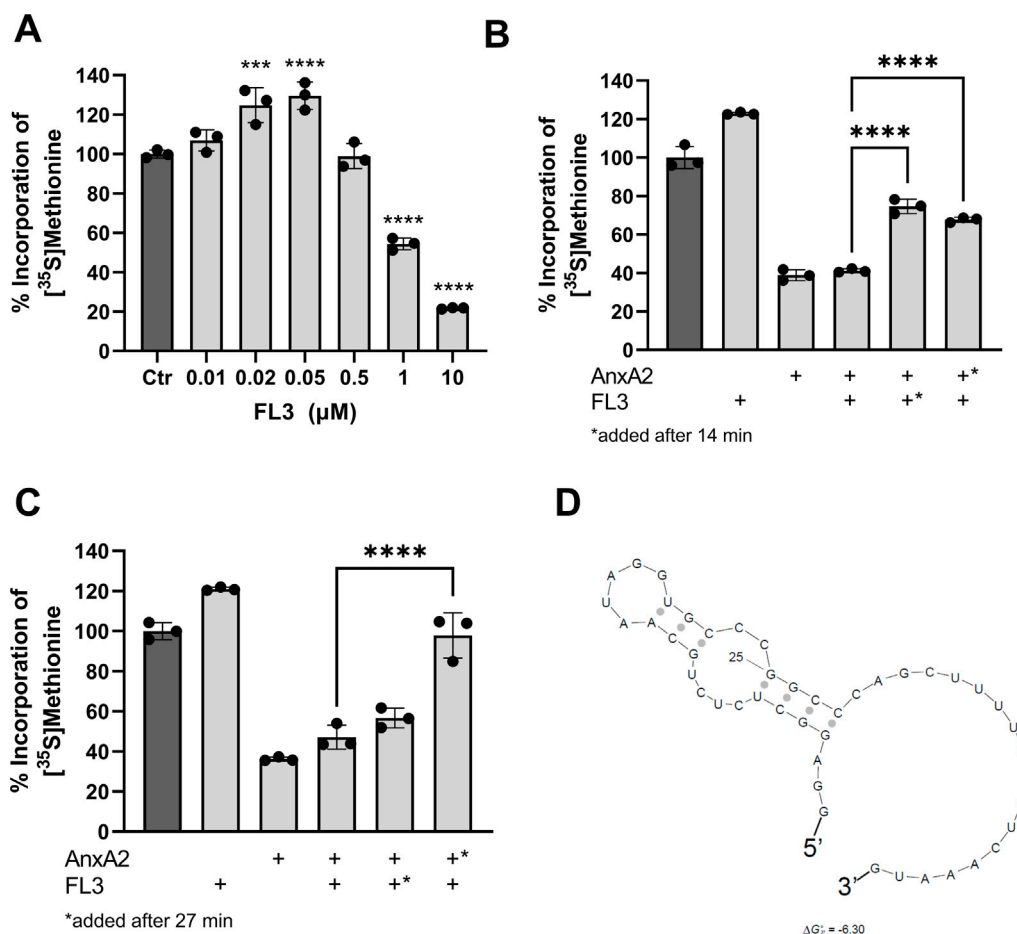 A
% Incorporation of
[³⁵S]Methionine
140
120
100
80
60
40
20
0
*** ****
****
****
Ctr 0.01 0.02 0.05 0.5 1 10
FL3 (µM)
B
% Incorporation of
[³⁵S]Methionine
140
120
100
80
60
40
20
0
****
****
AnxA2 + + + +*
FL3 + + +* +
*added after 14 min
C
% Incorporation of
[³⁵S]Methionine
140
120
100
80
60
40
20
0
****
AnxA2 + + + +*
FL3 + + +* +
*added after 27 min
D
25
5'
3'